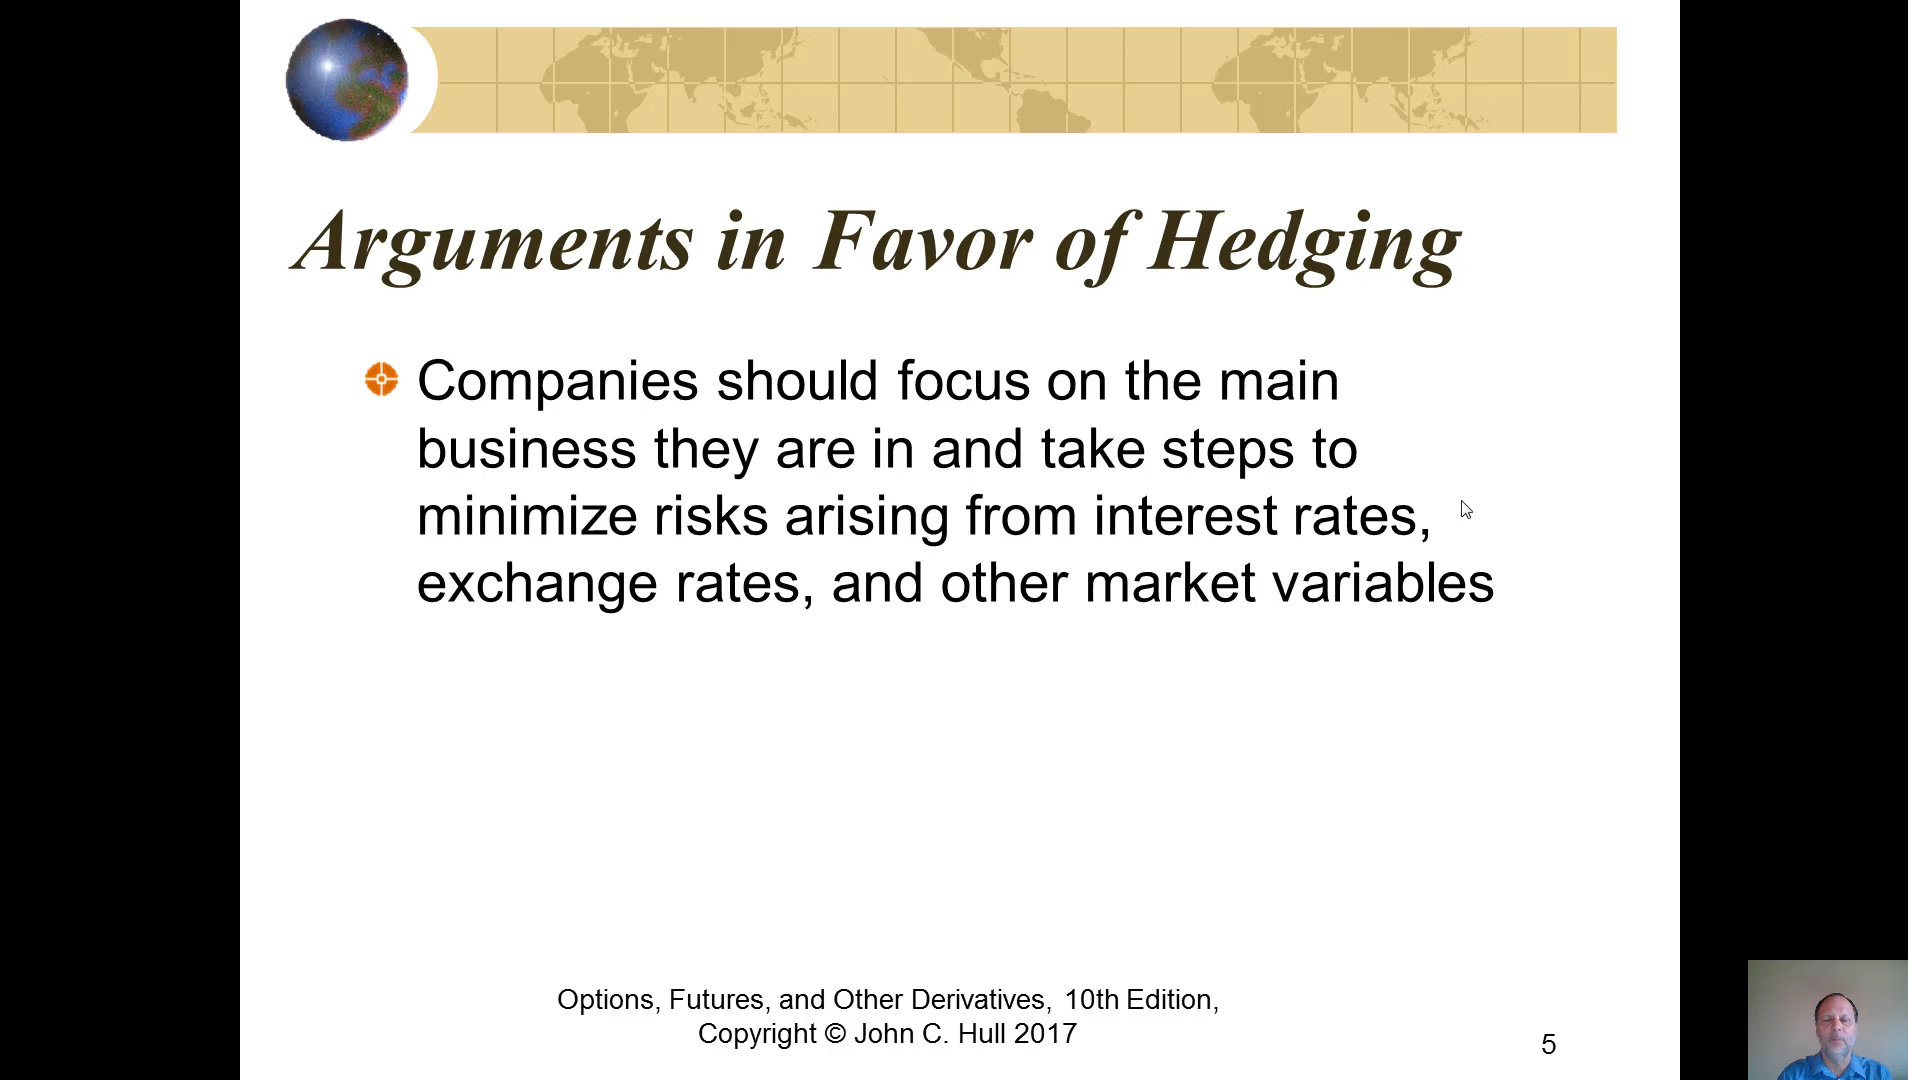 Arguments in Favor of Hedging
Companies should focus on the main
business they are in and take steps to
minimize risks arising from interest rates,
exchange rates, and other market variables
Options, Futures, and Other Derivatives, 10th Edition,
Copyright © John C. Hull 2017
5